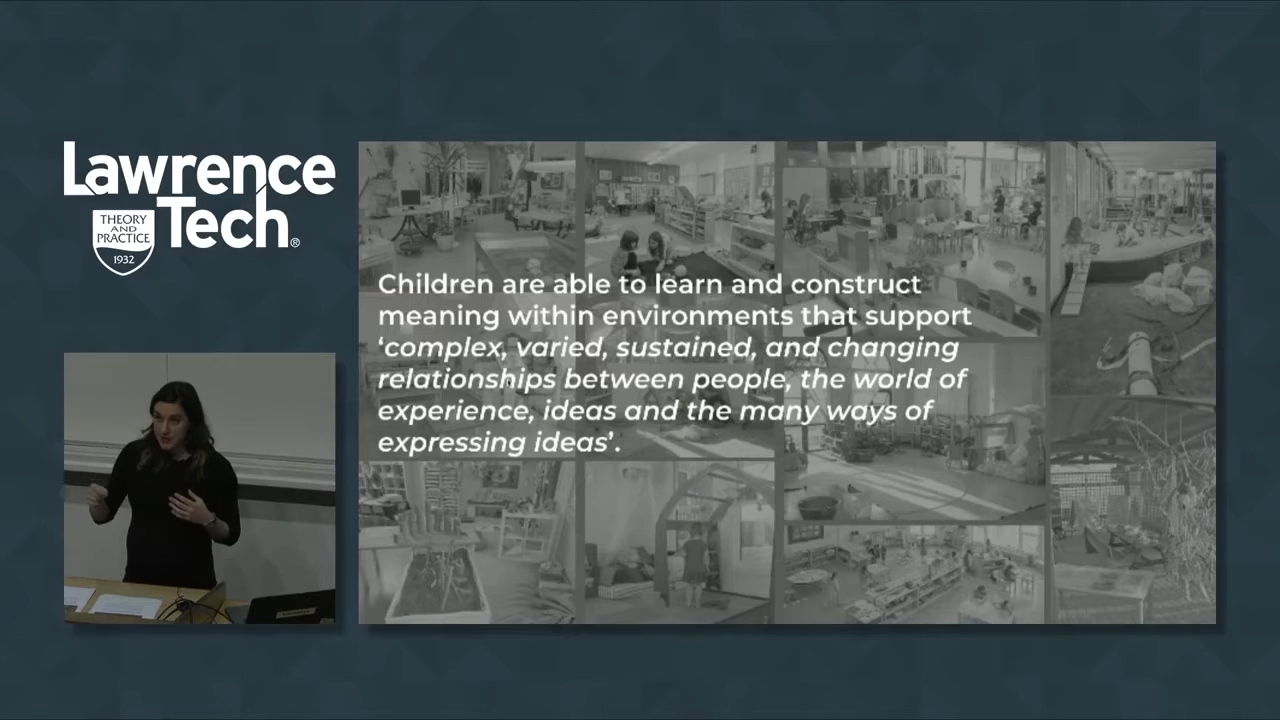 Lawrence
Tech®
THEORY
AND
PRACTICE
1932
Children are able to learn and construct
meaning within environments that support
‘complex, varied, sustained, and changing
relationships between people, the world of
experience, ideas and the many ways of
expressing ideas’.